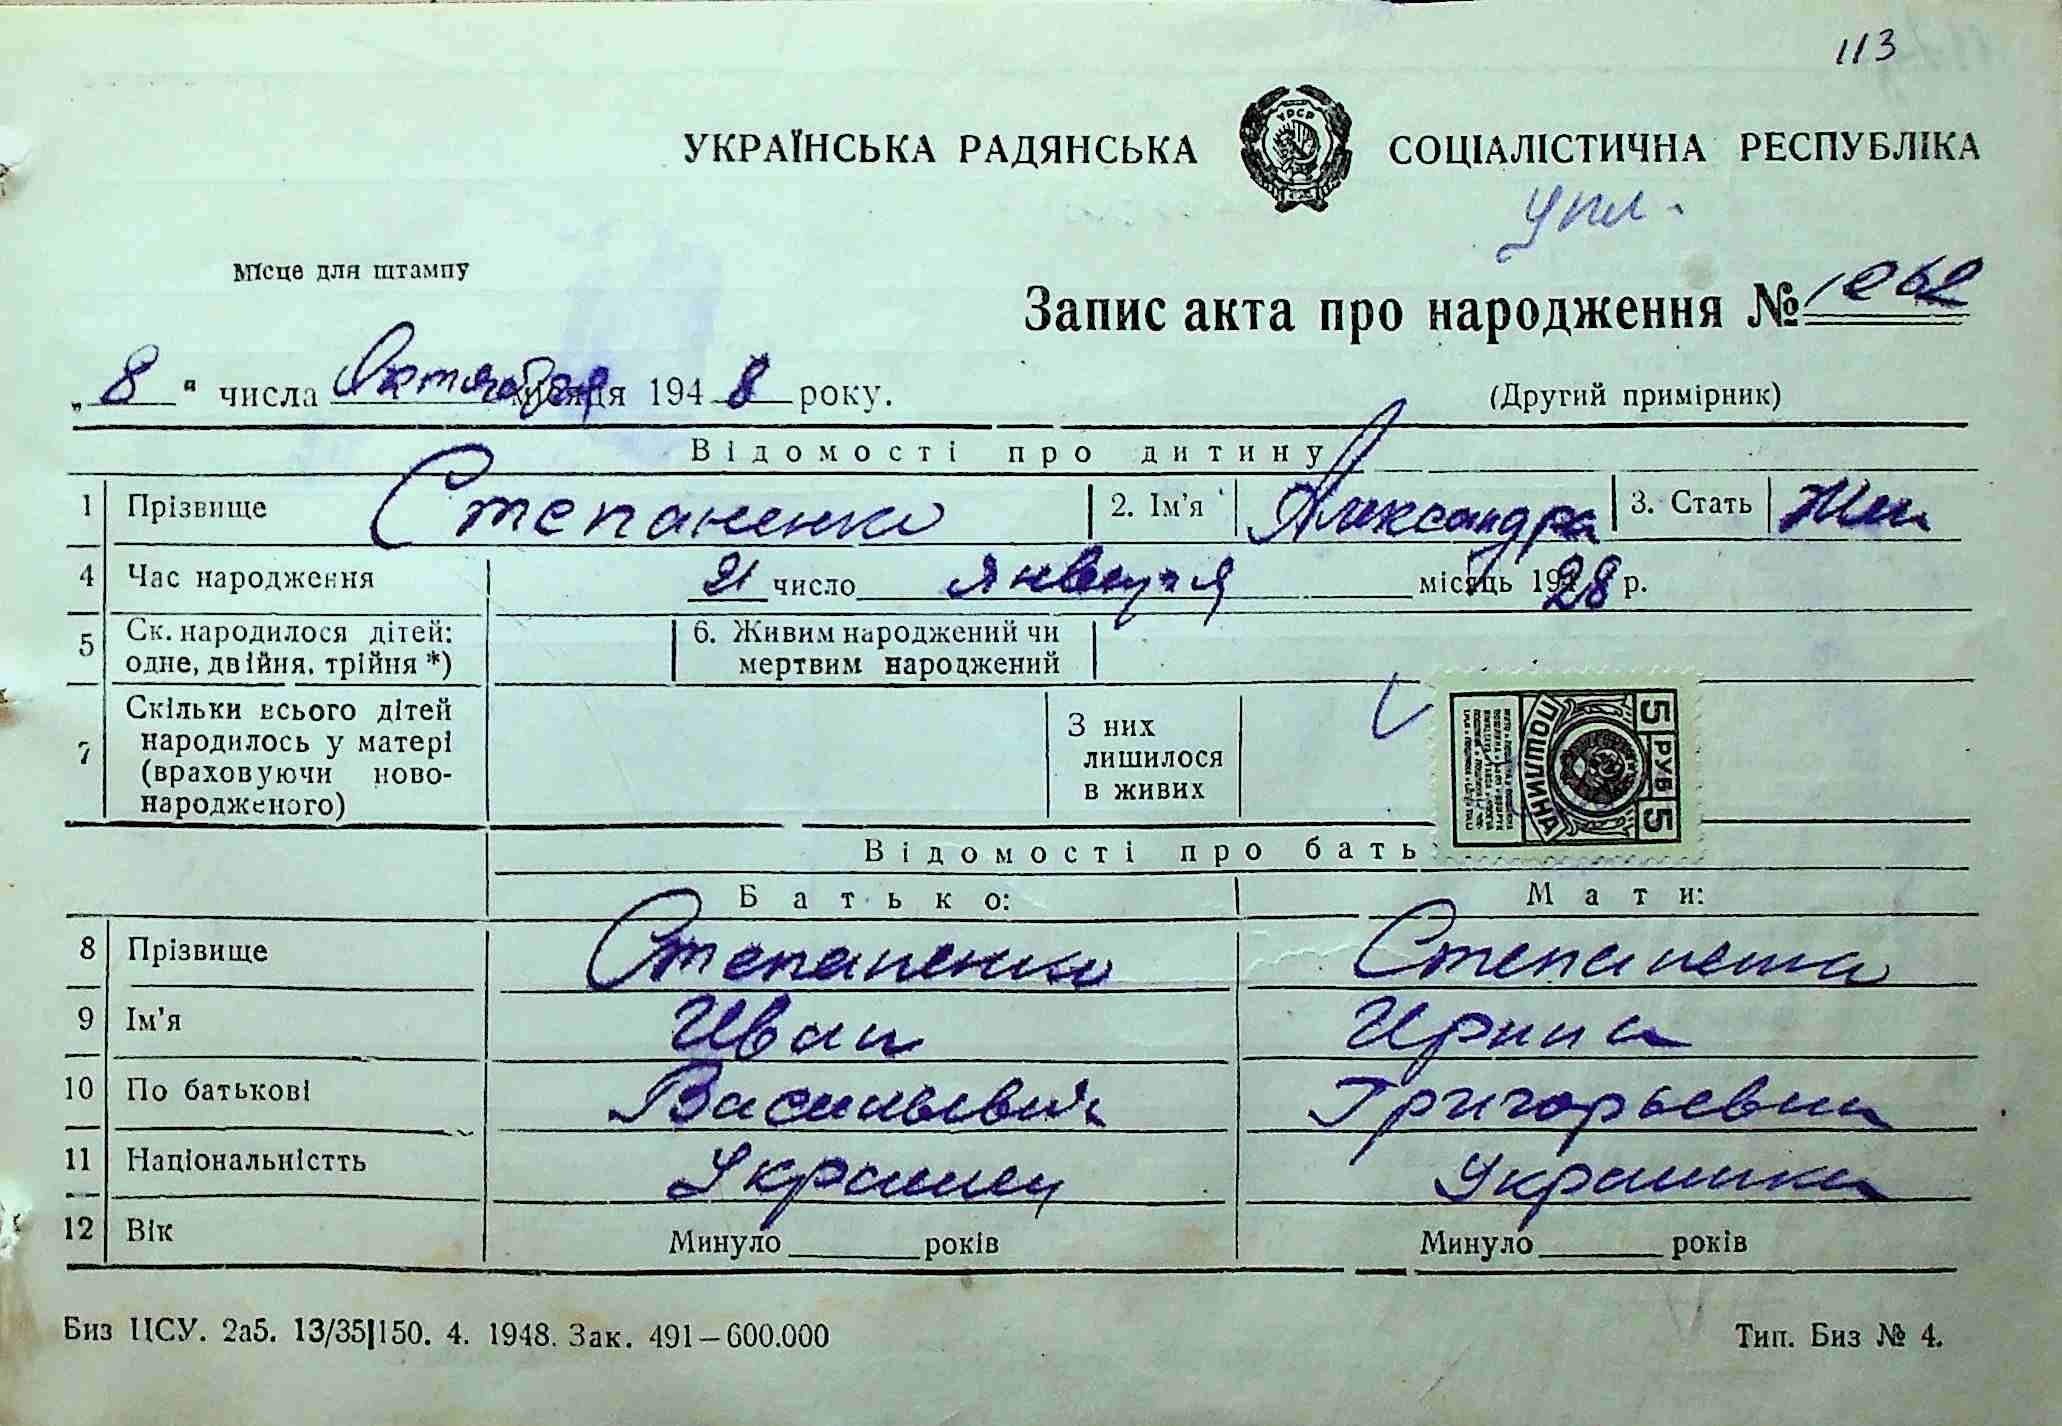 113
УКРАЇНСЬКА РАДЯНСЬКА СОЦІАЛІСТИЧНА РЕСПУБЛІКА
УРСР
упл.
Місце для штампу
Запис акта про народження № 1262
„8“ числа Октября місяця 1948 року.
(Другий примірник)
Відомості про дитину
1 Прізвище Степаненко 2. Ім'я Александра 3. Стать Жен
4 Час народження 21 число января місяць 1928 р.
5 Ск. народилося дітей: одне, двійня, трійня *) 6. Живим народжений чи мертвим народжений
7 Скільки всього дітей народилось у матері (враховуючи ново-народженого) З них лишилося в живих
5 РУБ 5
ПОШЛИНА
Відомості про бать
Батько: Мати:
8 Прізвище Степаненко Степаненко
9 Ім'я Иван Ирина
10 По батькові Васильевич Григорьевна
11 Національністть Украинец Украинка
12 Вік Минуло років Минуло років
Биз ЦСУ. 2а5. 13/35|150. 4. 1948. Зак. 491–600.000
Тип. Биз № 4.